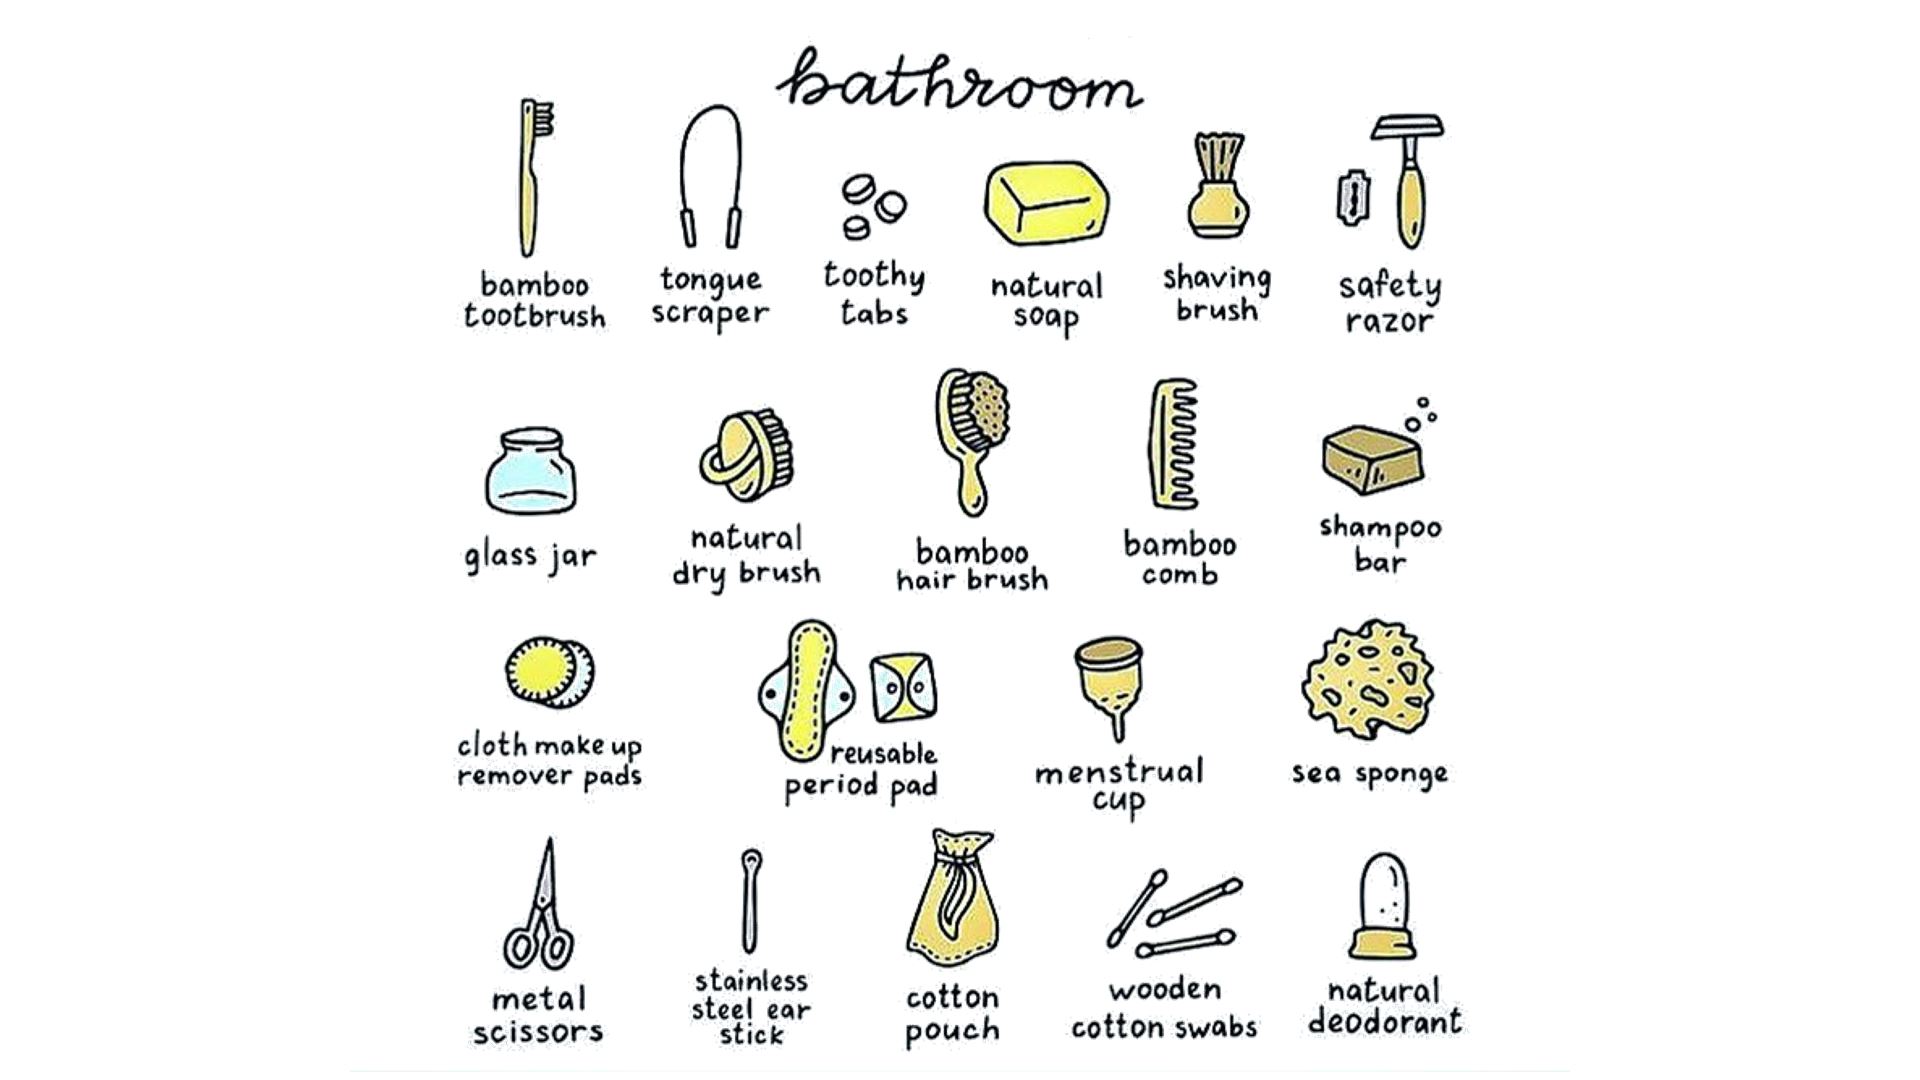 bathroom
bamboo
tootbrush
tongue
scraper
toothy
tabs
natural
soap
shaving
brush
safety
razor
glass jar
natural
dry brush
bamboo
hair brush
bamboo
comb
shampoo
bar
cloth make up
remover pads
reusable
period pad
menstrual
cup
sea sponge
metal
scissors
stainless
steel ear
stick
cotton
pouch
wooden
cotton swabs
natural
deodorant